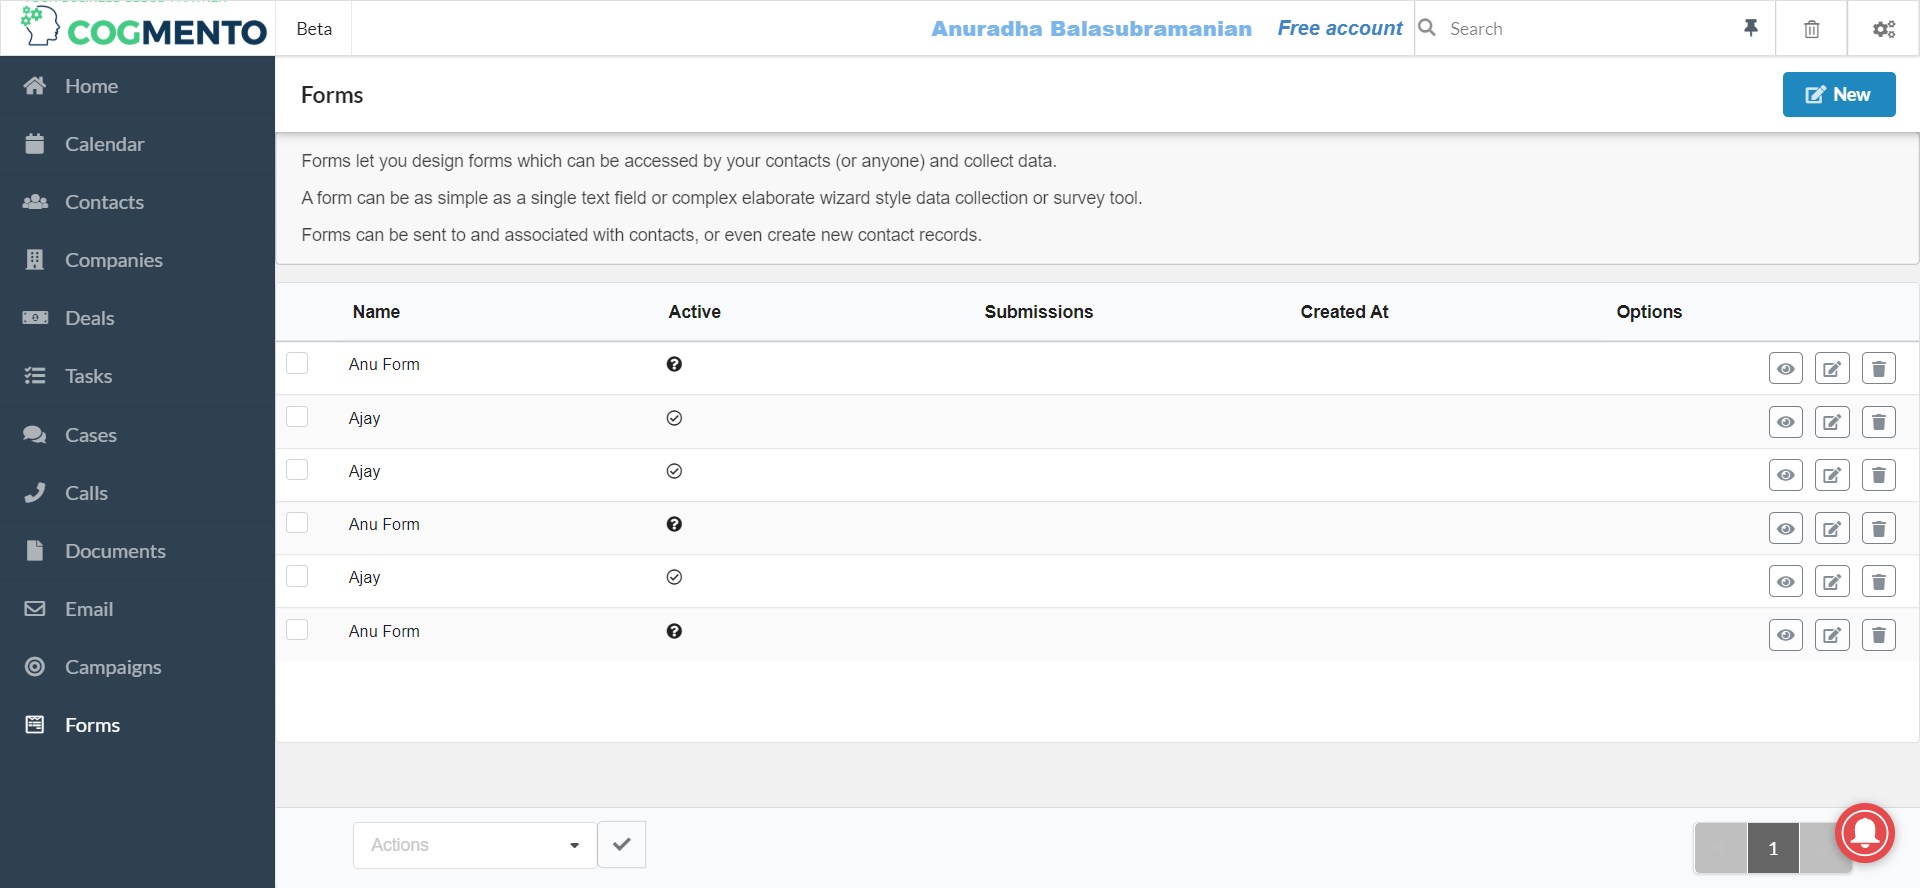 COGMENTO
Beta
Anuradha Balasubramanian
Free account
Search
Home
Calendar
Contacts
Companies
Deals
Tasks
Cases
Calls
Documents
Email
Campaigns
Forms
Forms
New
Forms let you design forms which can be accessed by your contacts (or anyone) and collect data.
A form can be as simple as a single text field or complex elaborate wizard style data collection or survey tool.
Forms can be sent to and associated with contacts, or even create new contact records.
Name Active Submissions Created At Options
Anu Form
Ajay
Ajay
Anu Form
Ajay
Anu Form
Actions
1